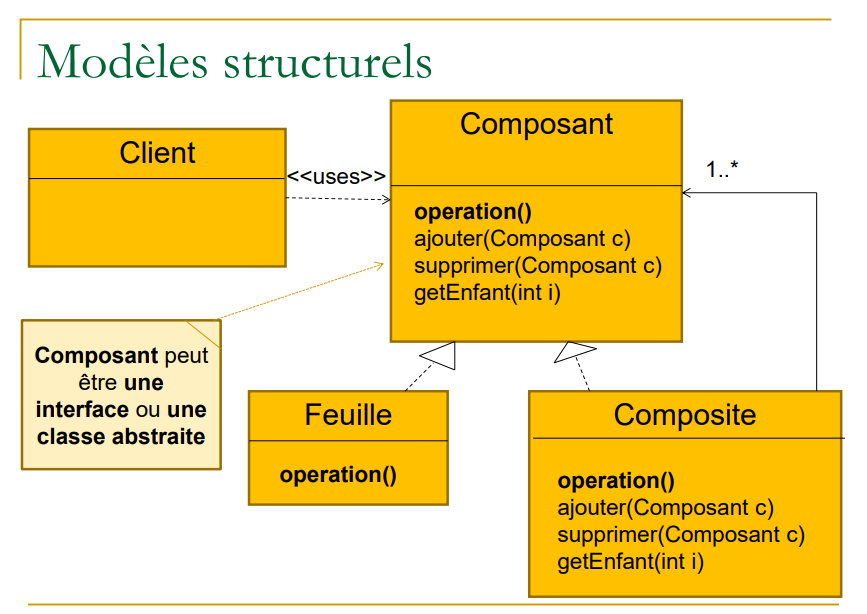 Modèles structurels
Client
<<uses>>
Composant
operation()
ajouter(Composant c)
supprimer(Composant c)
getEnfant(int i)
1..*
Composant peut
être une
interface ou une
classe abstraite
Feuille
operation()
Composite
operation()
ajouter(Composant c)
supprimer(Composant c)
getEnfant(int i)